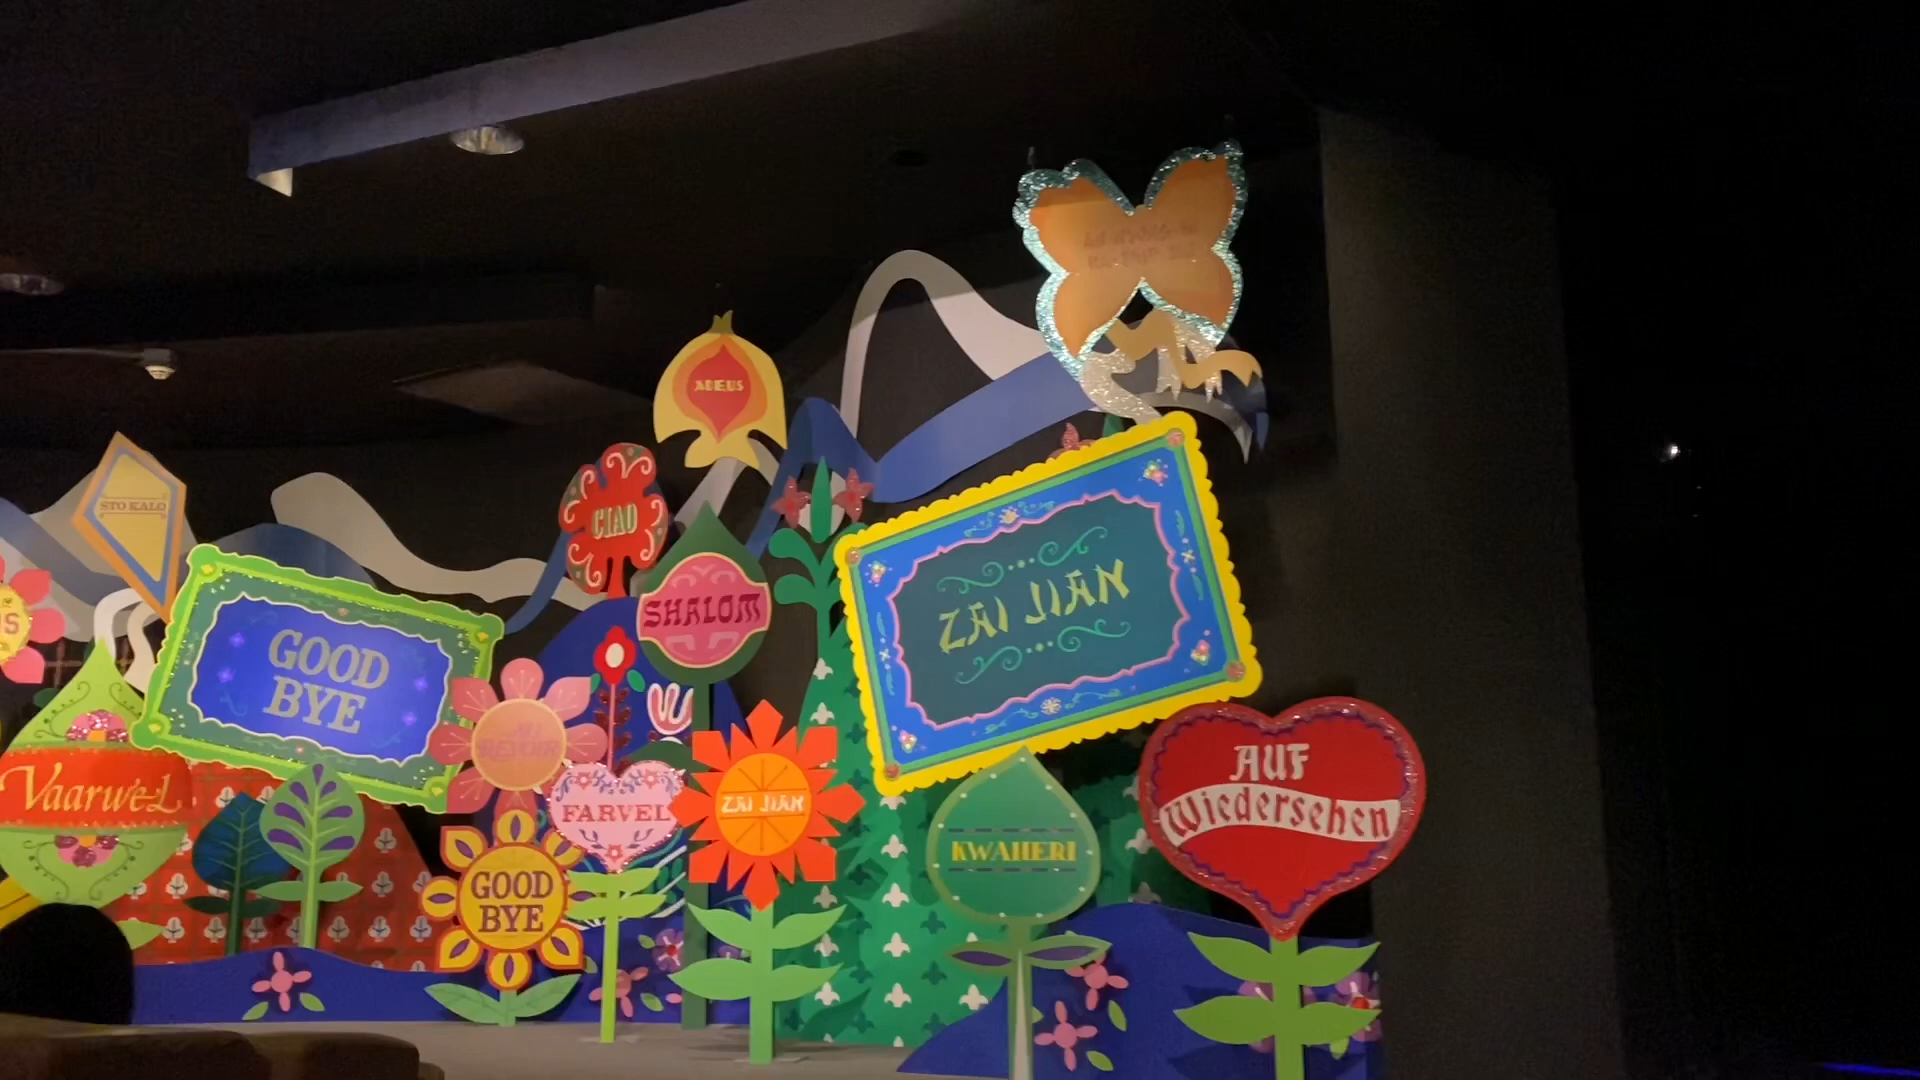 ADEUS
STO KALO
CIAO
SHALOM
GOOD
BYE
ZAI JIAN
Vaarwel
FARVEL
ZAI JIAN
GOOD
BYE
KWAHERI
AUF
Wiedersehen